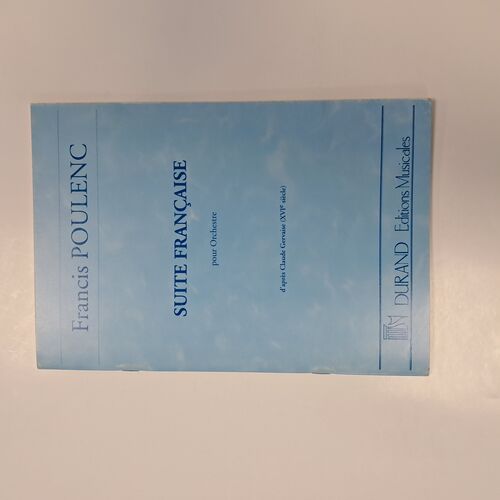 Francis POULENC
SUITE FRANÇAISE
pour Orchestre
d'après Claude Gervaise (XVIe siècle)
DURAND Editions Musicales